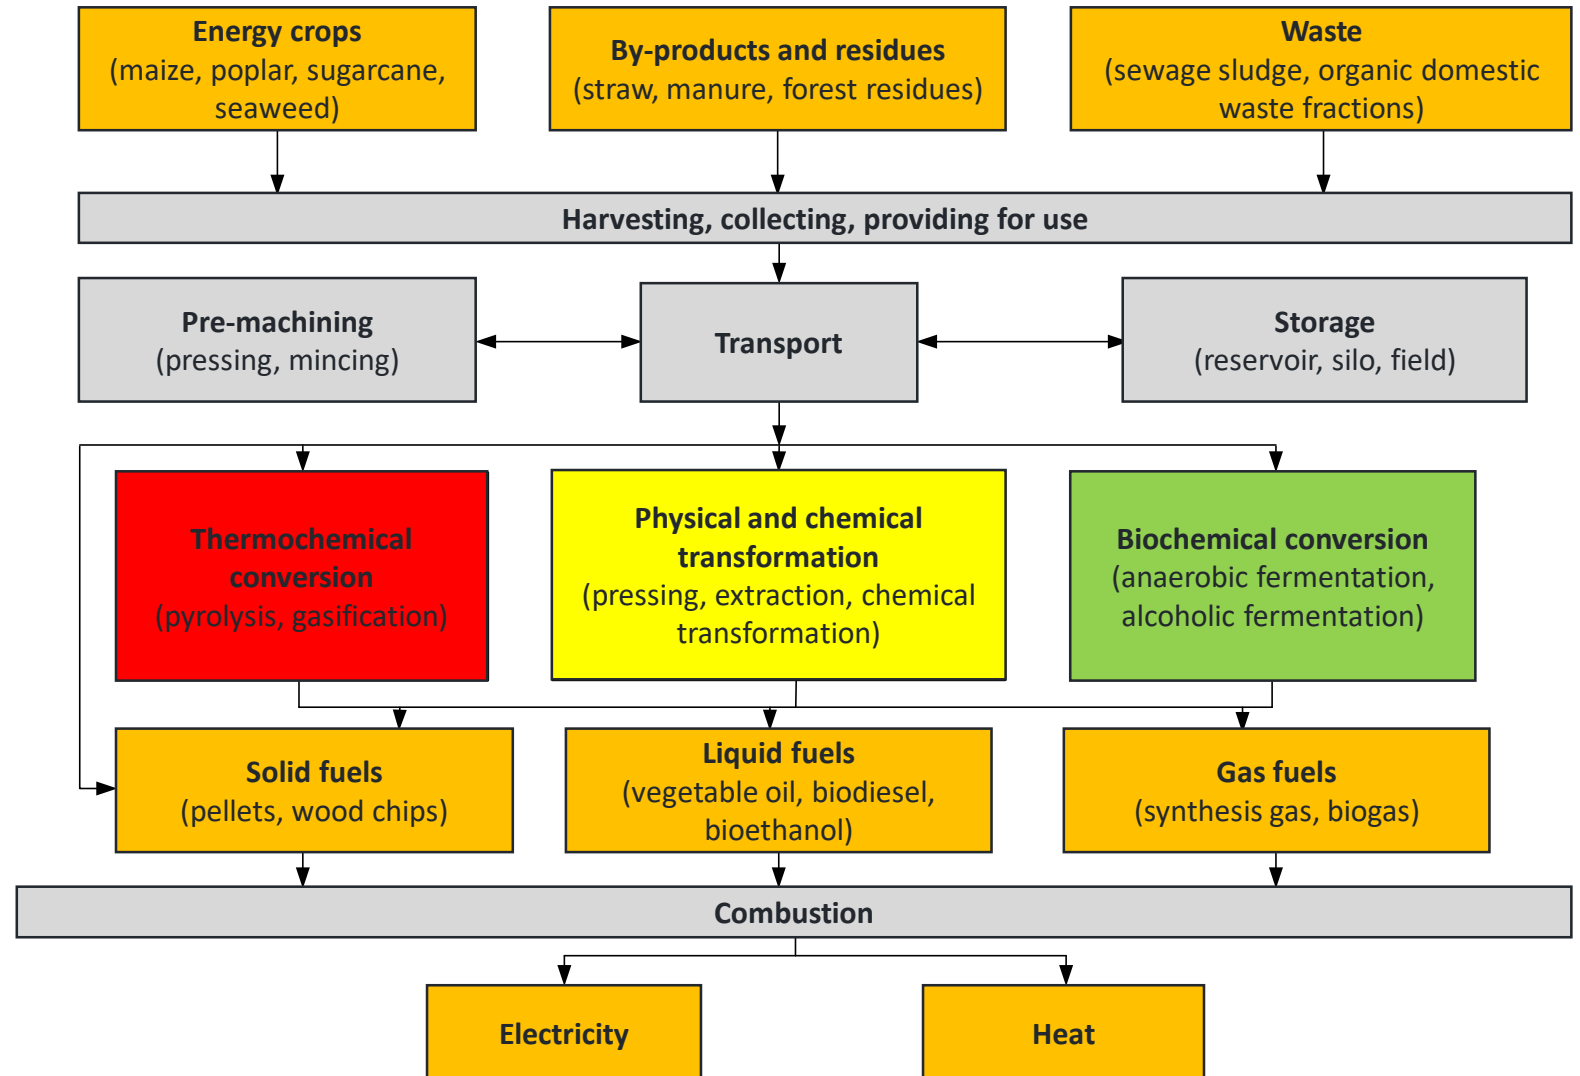 Energy crops
(maize, poplar, sugarcane,
seaweed)
By-products and residues
(straw, manure, forest residues)
Waste
(sewage sludge, organic domestic
waste fractions)
Harvesting, collecting, providing for use
Pre-machining
(pressing, mincing)
Transport
Storage
(reservoir, silo, field)
Thermochemical
conversion
(pyrolysis, gasification)
Physical and chemical
transformation
(pressing, extraction, chemical
transformation)
Biochemical conversion
(anaerobic fermentation,
alcoholic fermentation)
Solid fuels
(pellets, wood chips)
Liquid fuels
(vegetable oil, biodiesel,
bioethanol)
Gas fuels
(synthesis gas, biogas)
Combustion
Electricity
Heat